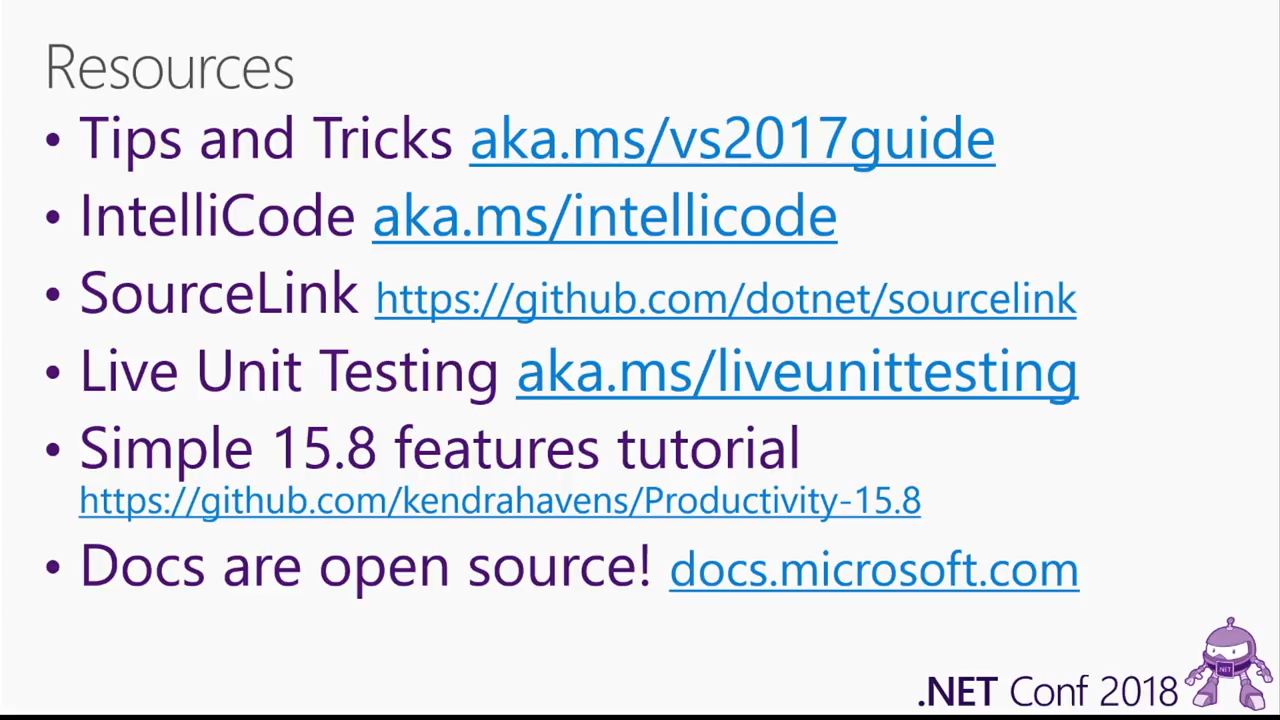 Resources
• Tips and Tricks aka.ms/vs2017guide
• IntelliCode aka.ms/intellicode
• SourceLink https://github.com/dotnet/sourcelink
• Live Unit Testing aka.ms/liveunittesting
• Simple 15.8 features tutorial
https://github.com/kendrahavens/Productivity-15.8
• Docs are open source! docs.microsoft.com
.NET Conf 2018
.NET